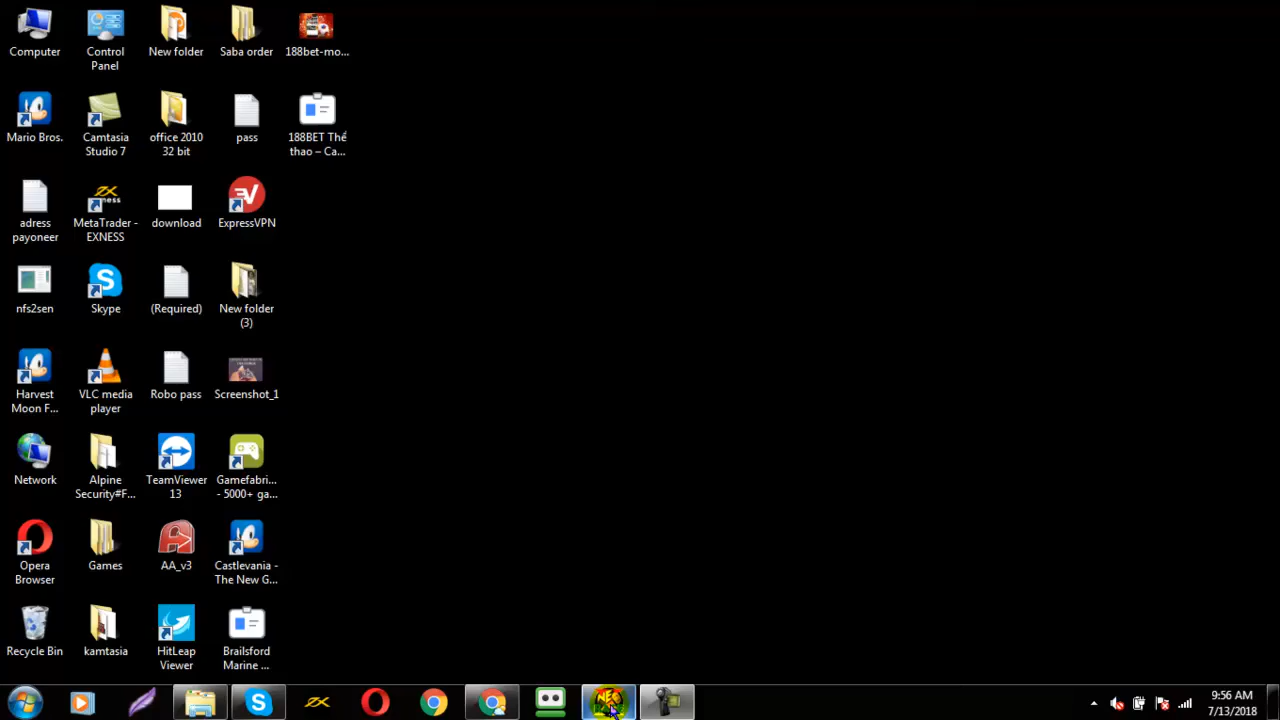 Computer
Control
Panel
New folder
Saba order
188bet-mo...
Mario Bros.
Camtasia
Studio 7
office 2010
32 bit
pass
188BET Thể
thao – Ca...
adress
payoneer
MetaTrader -
EXNESS
download
ExpressVPN
nfs2sen
Skype
(Required)
New folder
(3)
Harvest
Moon F...
VLC media
player
Robo pass
Screenshot_1
Network
Alpine
Security#F...
TeamViewer
13
Gamefabri...
- 5000+ ga...
Opera
Browser
Games
AA_v3
Castlevania -
The New G...
Recycle Bin
kamtasia
HitLeap
Viewer
Brailsford
Marine ...
9:56 AM
7/13/2018